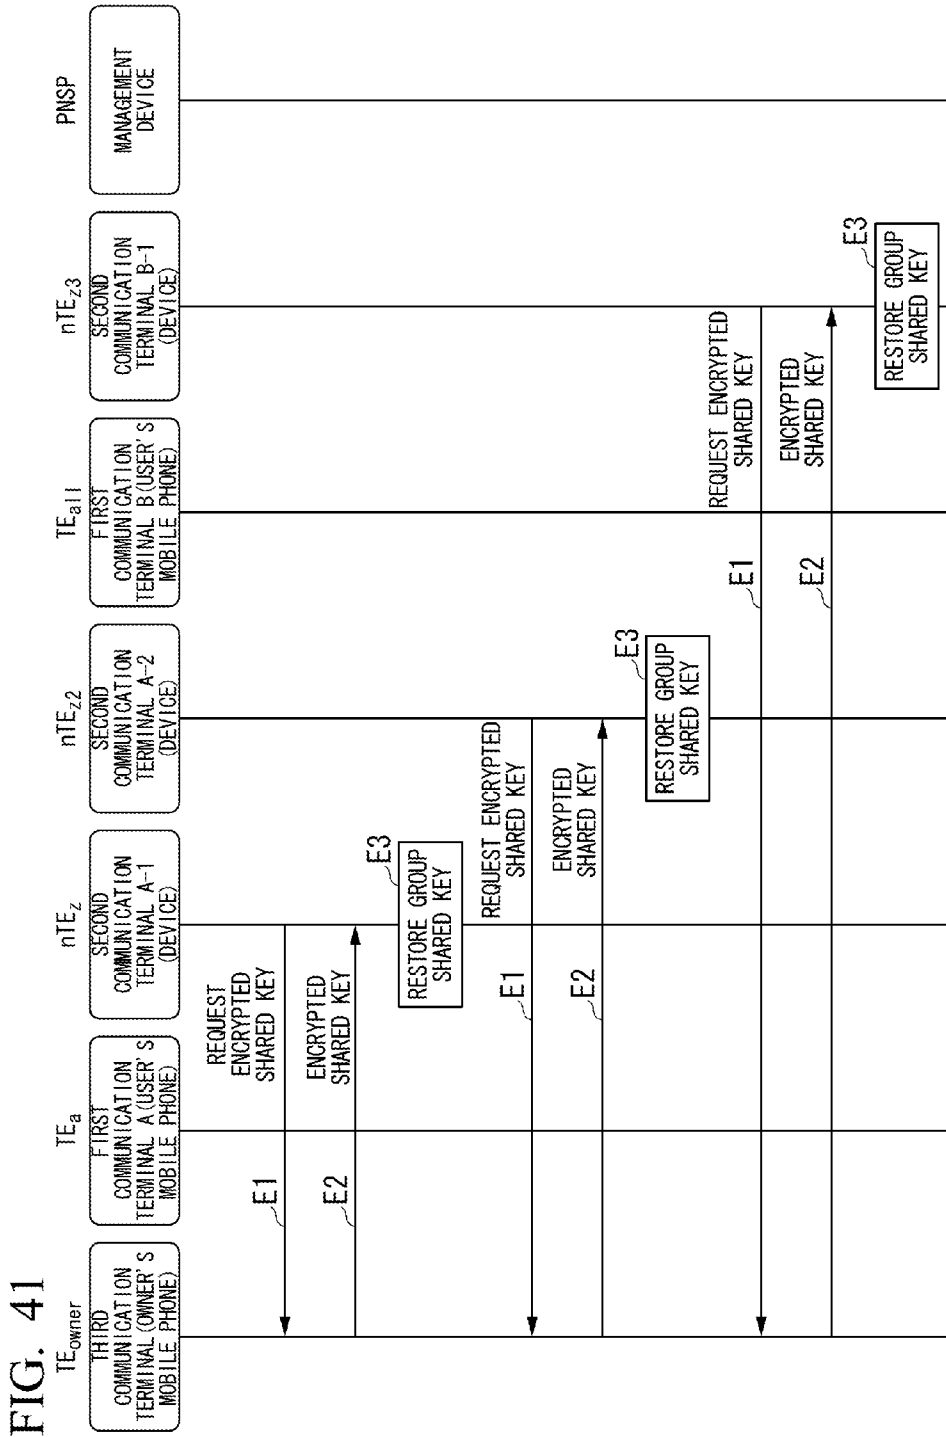 FIG. 41
TE_owner
THIRD
COMMUNICATION
TERMINAL(OWNER'S
MOBILE PHONE)
TE_a
FIRST
COMMUNICATION
TERMINAL A(USER'S
MOBILE PHONE)
nTE_z
SECOND
COMMUNICATION
TERMINAL A-1
(DEVICE)
nTE_z2
SECOND
COMMUNICATION
TERMINAL A-2
(DEVICE)
TE_all
FIRST
COMMUNICATION
TERMINAL B(USER'S
MOBILE PHONE)
nTE_z3
SECOND
COMMUNICATION
TERMINAL B-1
(DEVICE)
PNSP
MANAGEMENT
DEVICE
E1
REQUEST
ENCRYPTED
SHARED KEY
E2
ENCRYPTED
SHARED KEY
E3
RESTORE GROUP
SHARED KEY
E1
REQUEST ENCRYPTED
SHARED KEY
E2
ENCRYPTED
SHARED KEY
E3
RESTORE GROUP
SHARED KEY
E1
REQUEST ENCRYPTED
SHARED KEY
E2
ENCRYPTED
SHARED KEY
E3
RESTORE GROUP
SHARED KEY